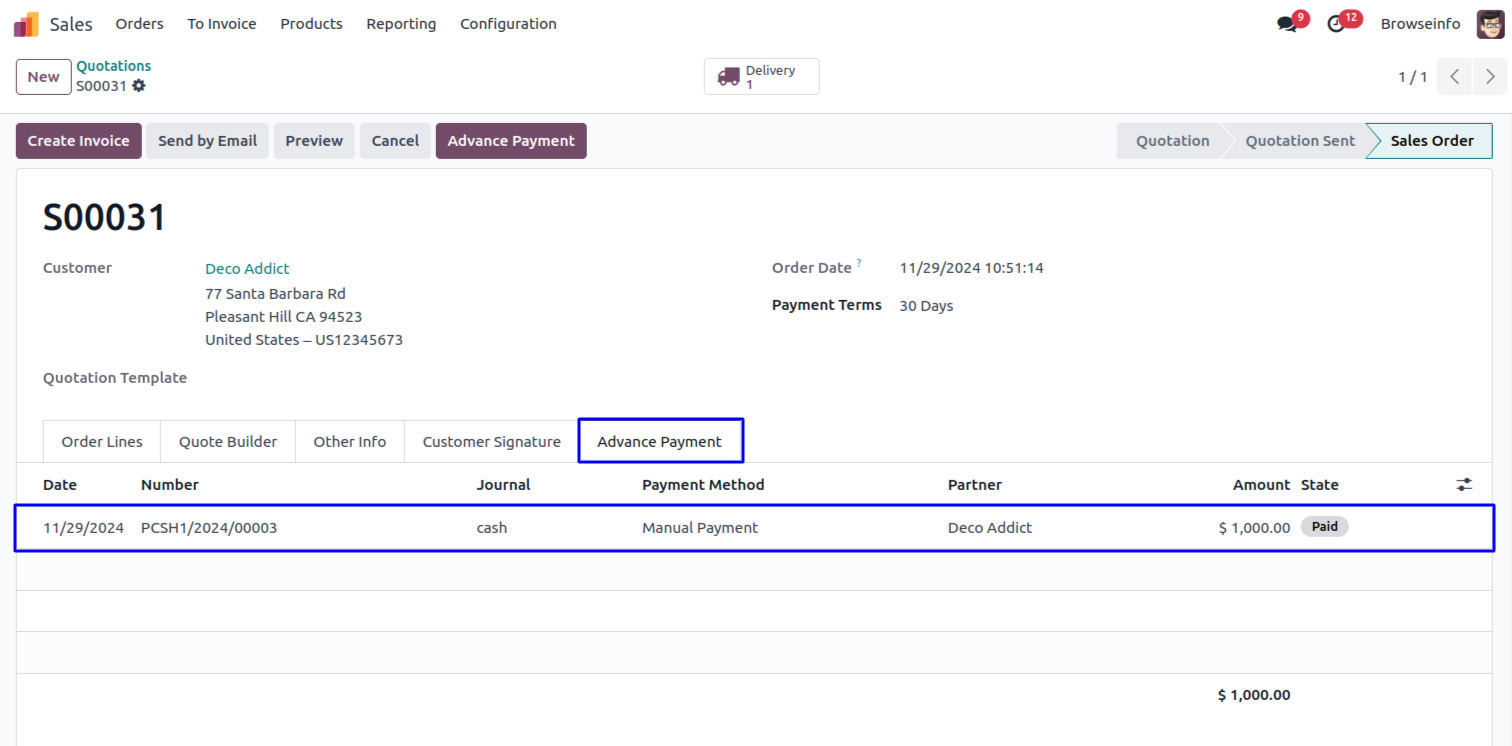 Sales Orders To Invoice Products Reporting Configuration 9 12 Browseinfo
New Quotations
S00031
Delivery
1
1 / 1
Create Invoice Send by Email Preview Cancel Advance Payment Quotation Quotation Sent Sales Order
S00031
Customer Deco Addict
77 Santa Barbara Rd
Pleasant Hill CA 94523
United States – US12345673
Order Date ? 11/29/2024 10:51:14
Payment Terms 30 Days
Quotation Template
Order Lines Quote Builder Other Info Customer Signature Advance Payment
Date Number Journal Payment Method Partner Amount State
11/29/2024 PCSH1/2024/00003 cash Manual Payment Deco Addict $ 1,000.00 Paid
$ 1,000.00